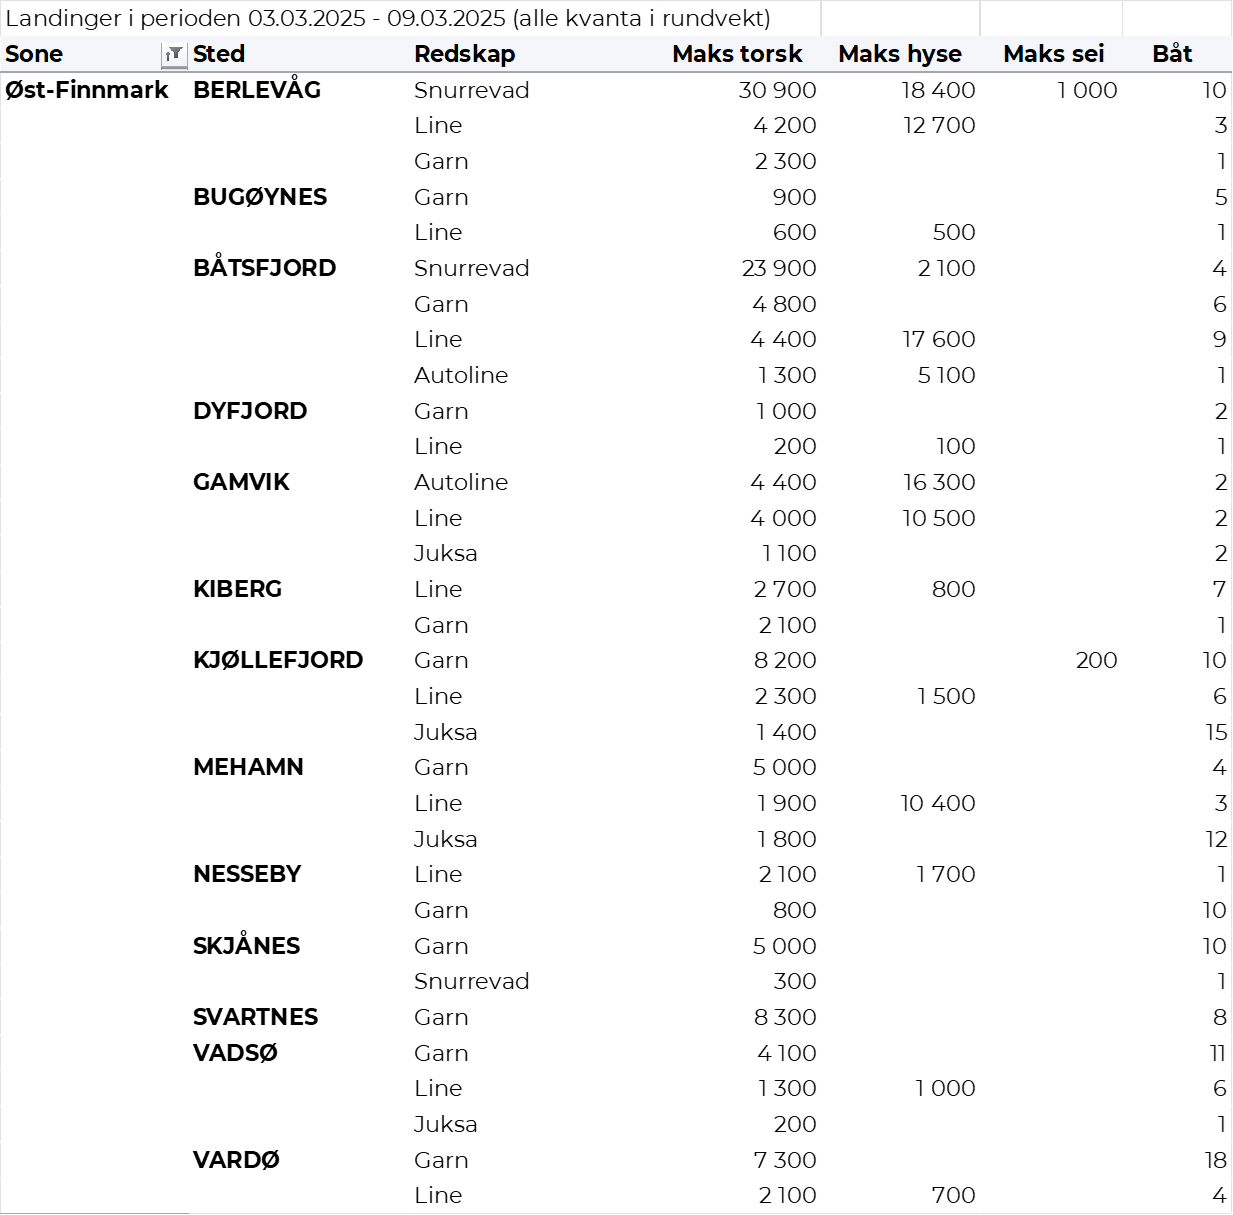 Landinger i perioden 03.03.2025 - 09.03.2025 (alle kvanta i rundvekt)
Sone Sted Redskap Maks torsk Maks hyse Maks sei Båt
Øst-Finnmark BERLEVÅG Snurrevad 30 900 18 400 1 000 10
Line 4 200 12 700 3
Garn 2 300 1
BUGØYNES Garn 900 5
Line 600 500 1
BÅTSFJORD Snurrevad 23 900 2 100 4
Garn 4 800 6
Line 4 400 17 600 9
Autoline 1 300 5 100 1
DYFJORD Garn 1 000 2
Line 200 100 1
GAMVIK Autoline 4 400 16 300 2
Line 4 000 10 500 2
Juksa 1 100 2
KIBERG Line 2 700 800 7
Garn 2 100 1
KJØLLEFJORD Garn 8 200 200 10
Line 2 300 1 500 6
Juksa 1 400 15
MEHAMN Garn 5 000 4
Line 1 900 10 400 3
Juksa 1 800 12
NESSEBY Line 2 100 1 700 1
Garn 800 10
SKJÅNES Garn 5 000 10
Snurrevad 300 1
SVARTNES Garn 8 300 8
VADSØ Garn 4 100 11
Line 1 300 1 000 6
Juksa 200 1
VARDØ Garn 7 300 18
Line 2 100 700 4